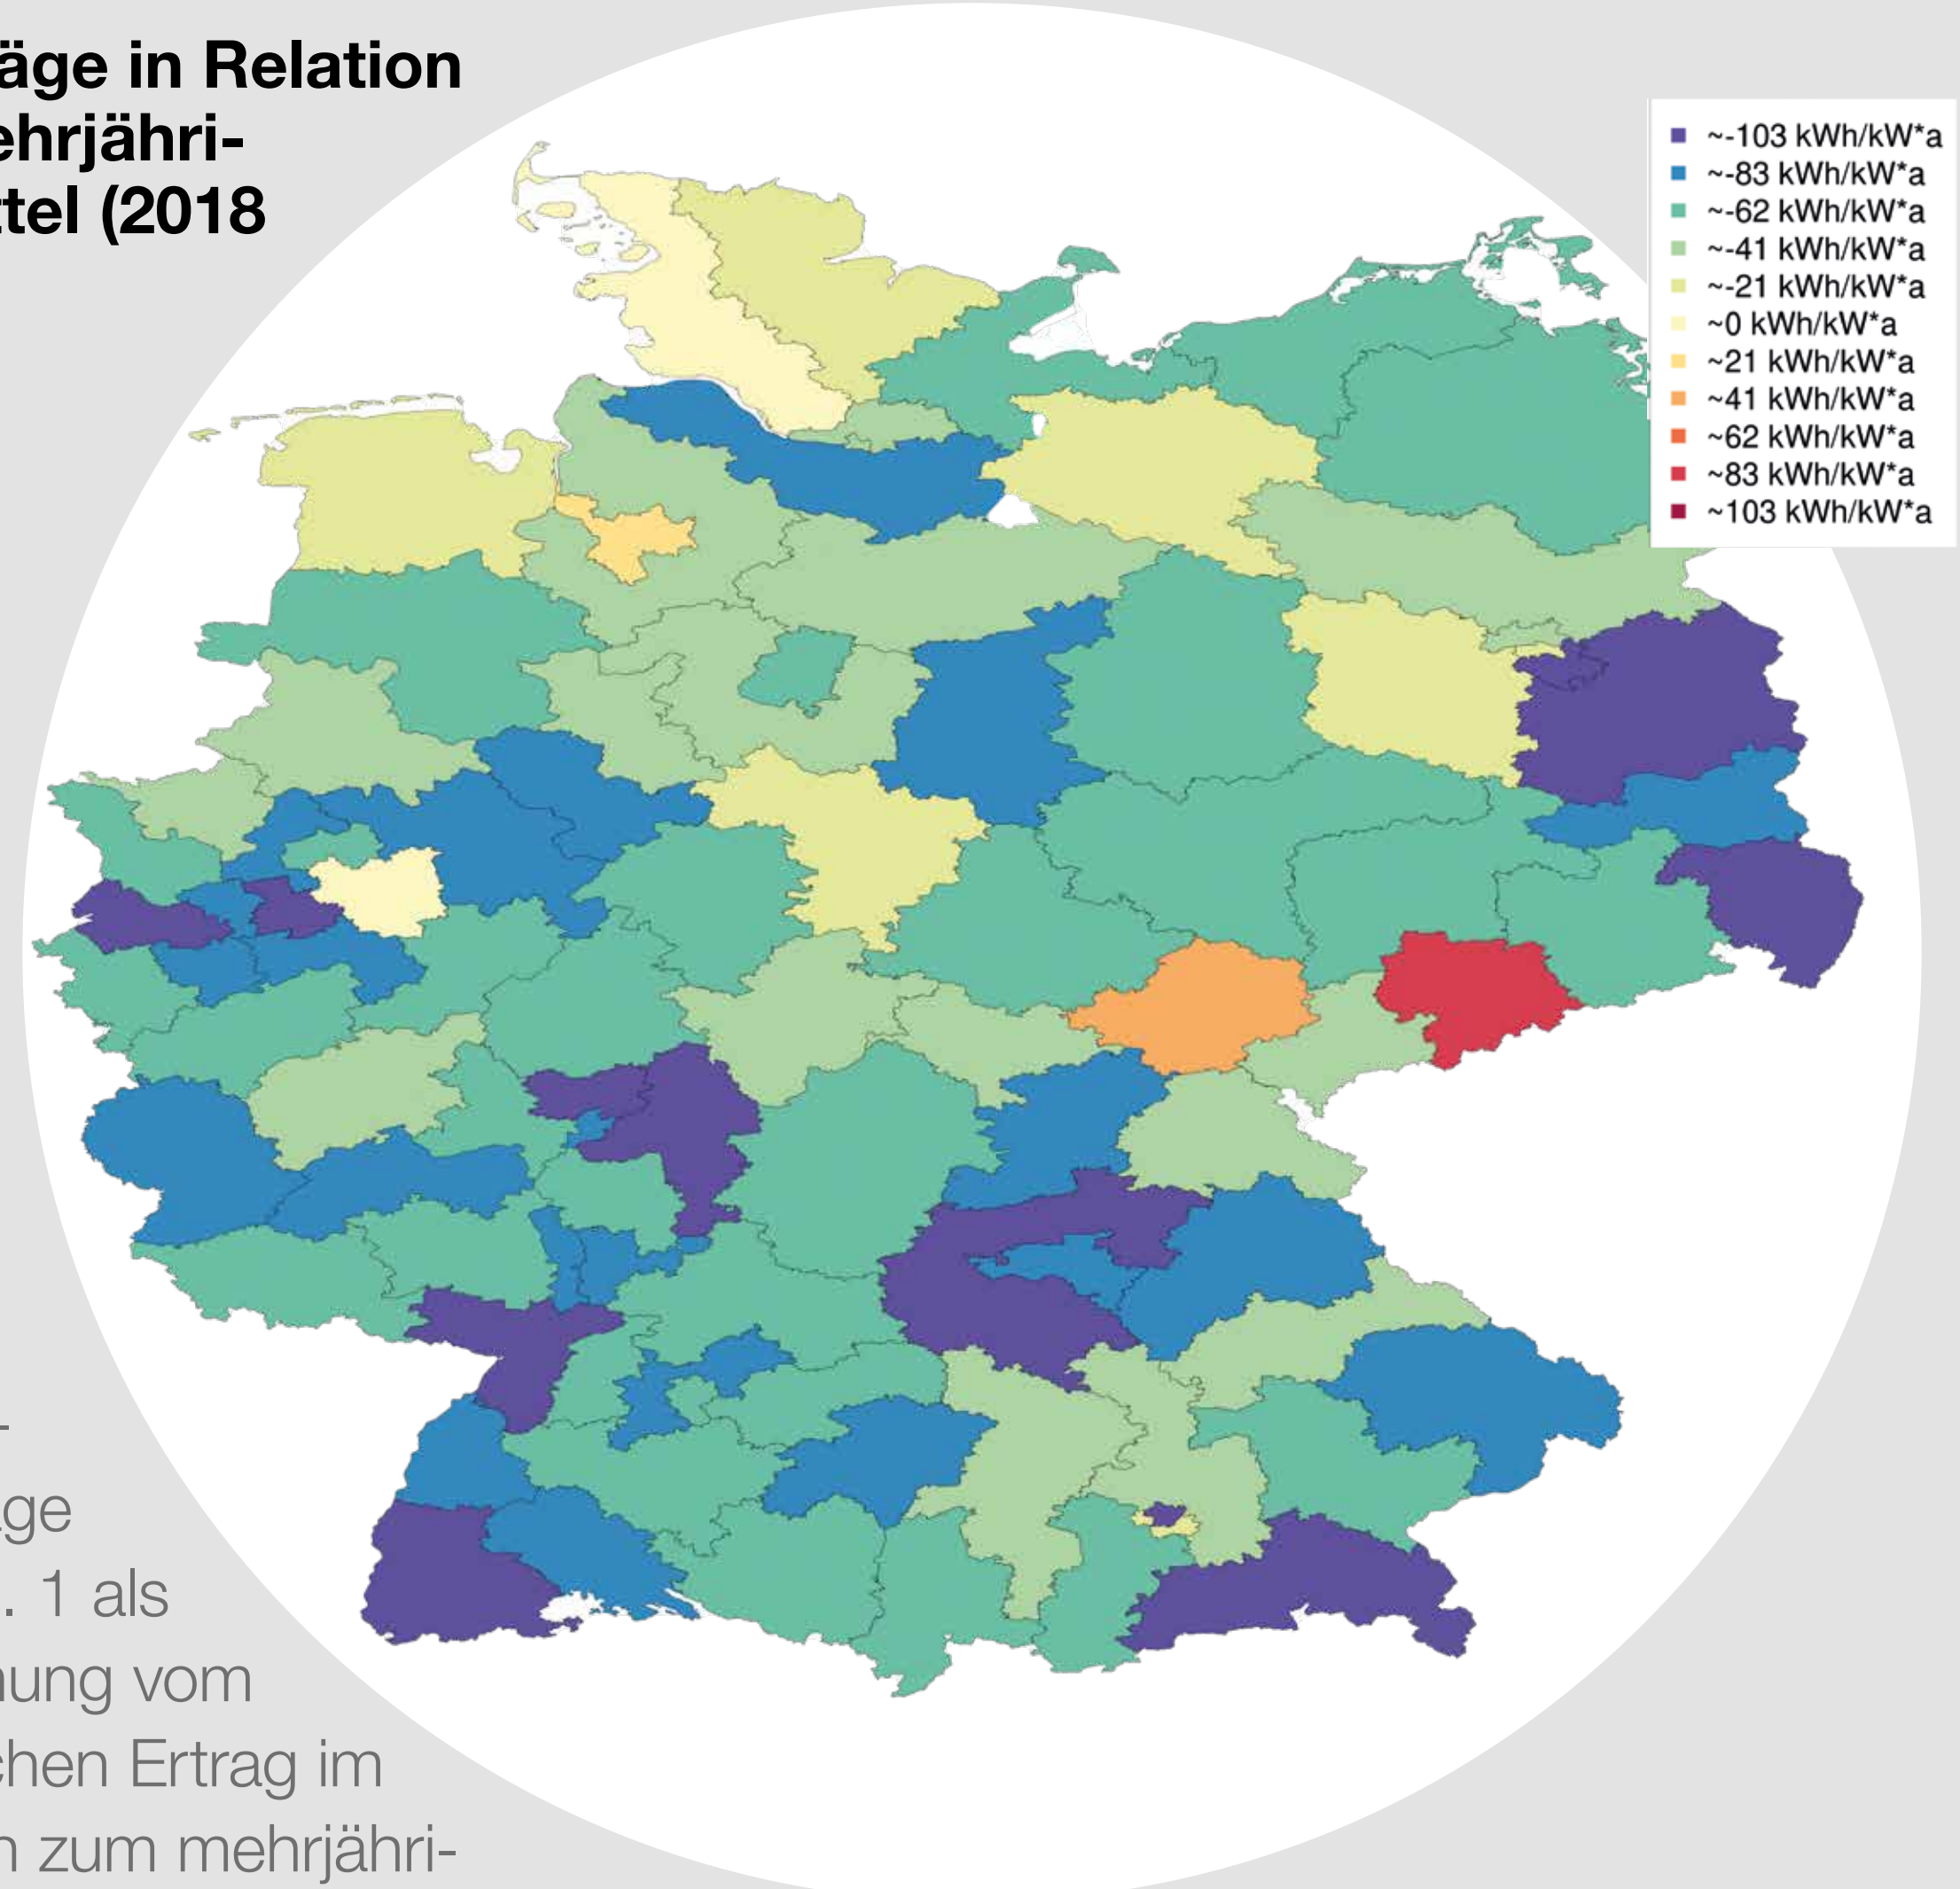 äge in Relation
ehrjähri-
ttel (2018
~-103 kWh/kW*a
~-83 kWh/kW*a
~-62 kWh/kW*a
~-41 kWh/kW*a
~-21 kWh/kW*a
~0 kWh/kW*a
~21 kWh/kW*a
~41 kWh/kW*a
~62 kWh/kW*a
~83 kWh/kW*a
~103 kWh/kW*a
-
ge
. 1 als
nung vom
chen Ertrag im
n zum mehrjähri-